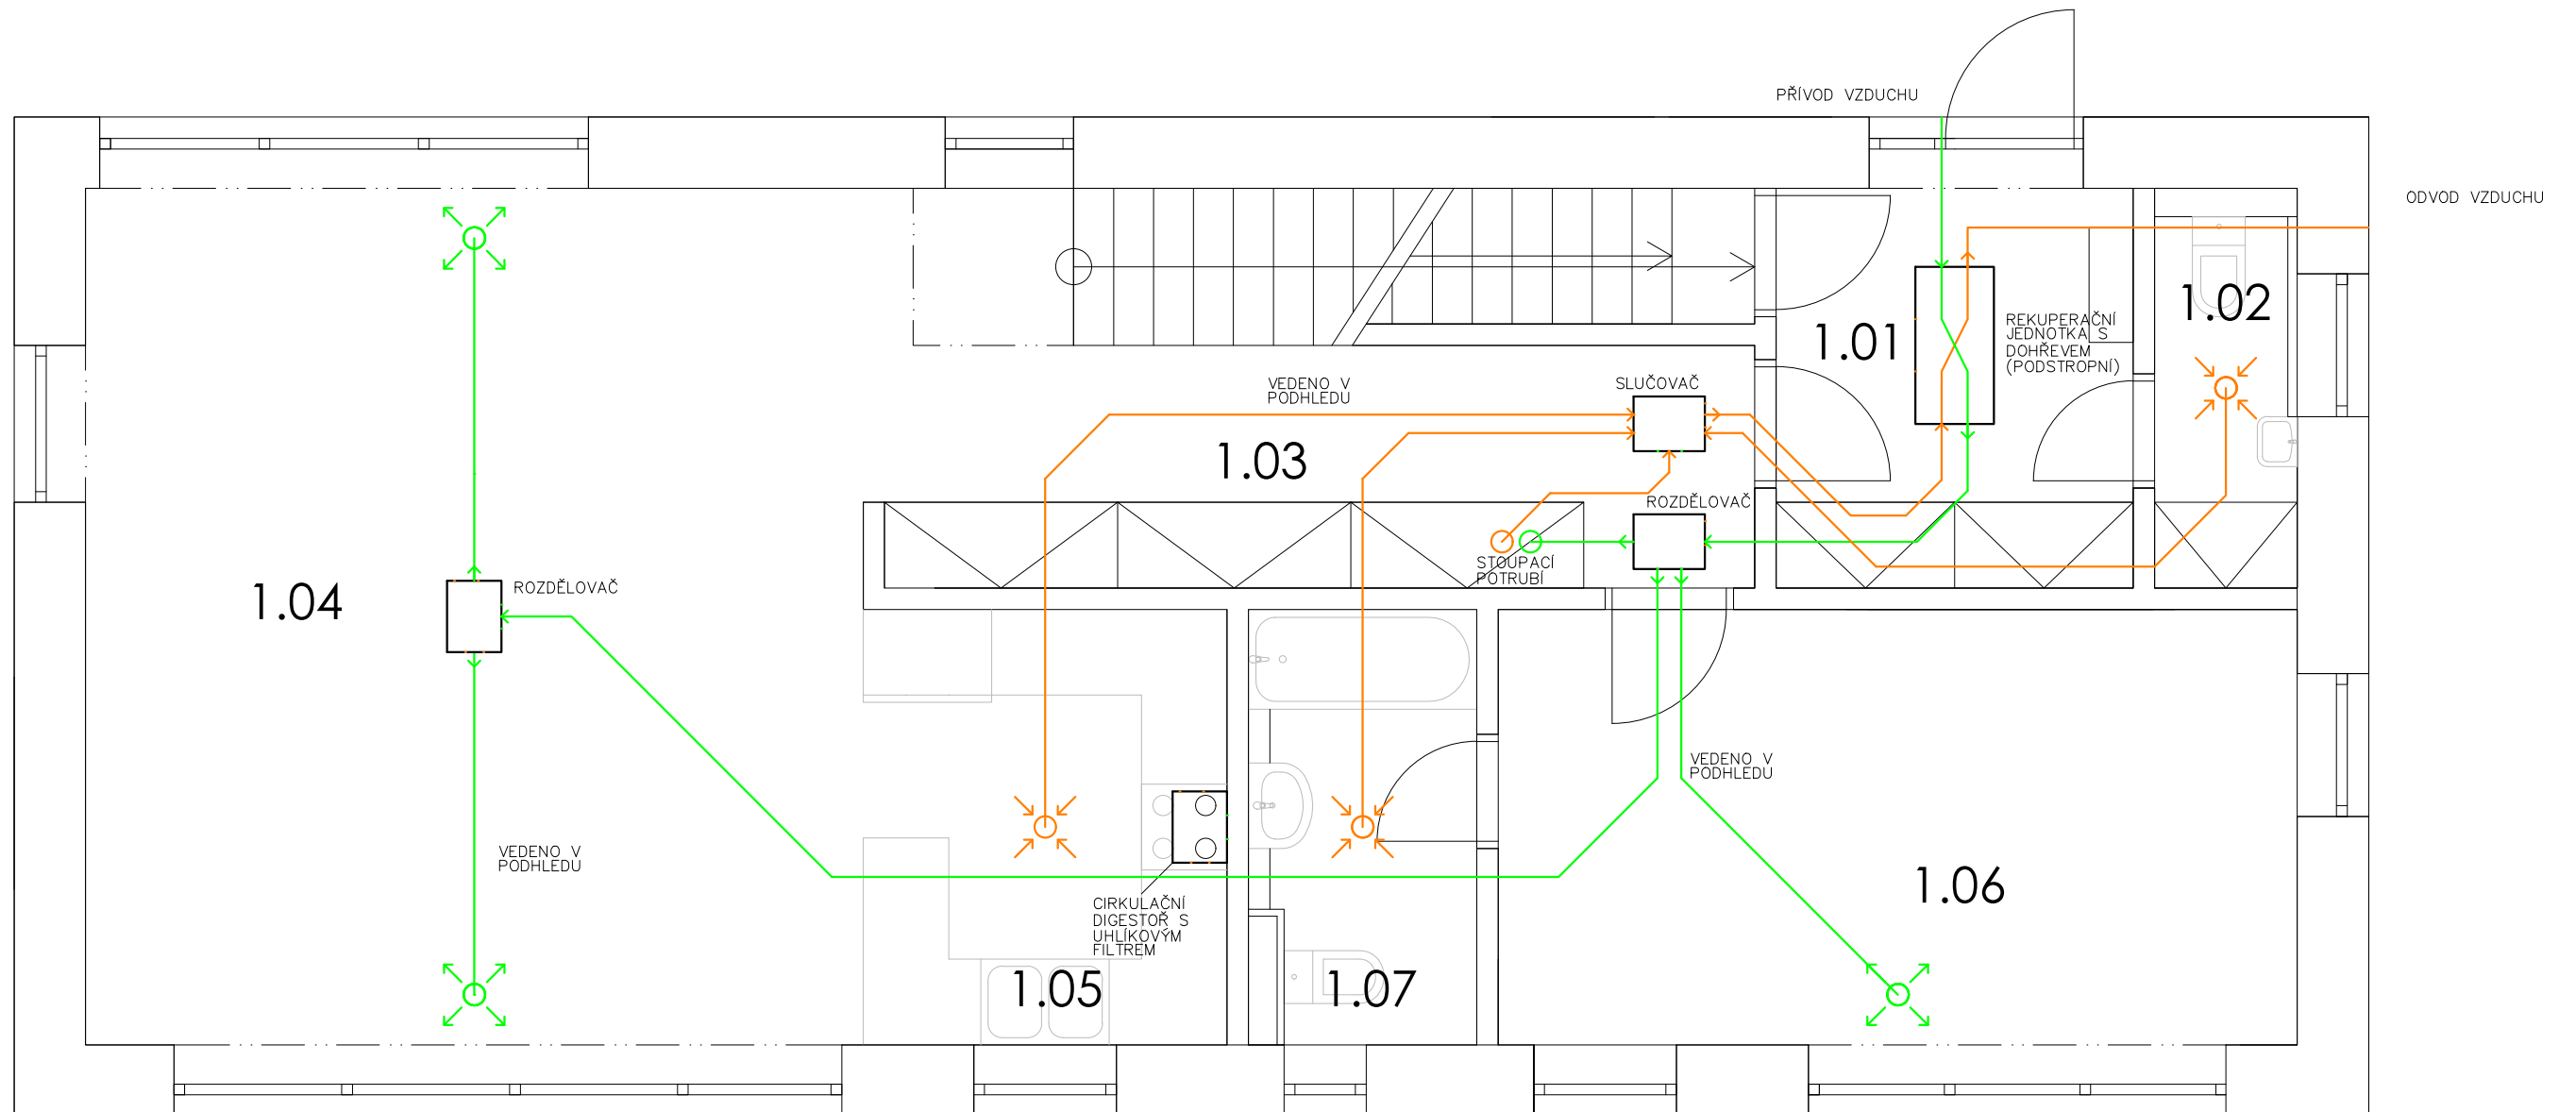 PŘÍVOD VZDUCHU
ODVOD VZDUCHU
1.02
1.01
REKUPERAČNÍ
JEDNOTKA S
DOHŘEVEM
(PODSTROPNÍ)
VEDENO V
PODHLEDU
SLUČOVAČ
1.03
ROZDĚLOVAČ
STOUPACÍ
POTRUBÍ
1.04
ROZDĚLOVAČ
VEDENO V
PODHLEDU
VEDENO V
PODHLEDU
1.06
CIRKULAČNÍ
DIGESTOŘ S
UHLÍKOVÝM
FILTREM
1.05
1.07